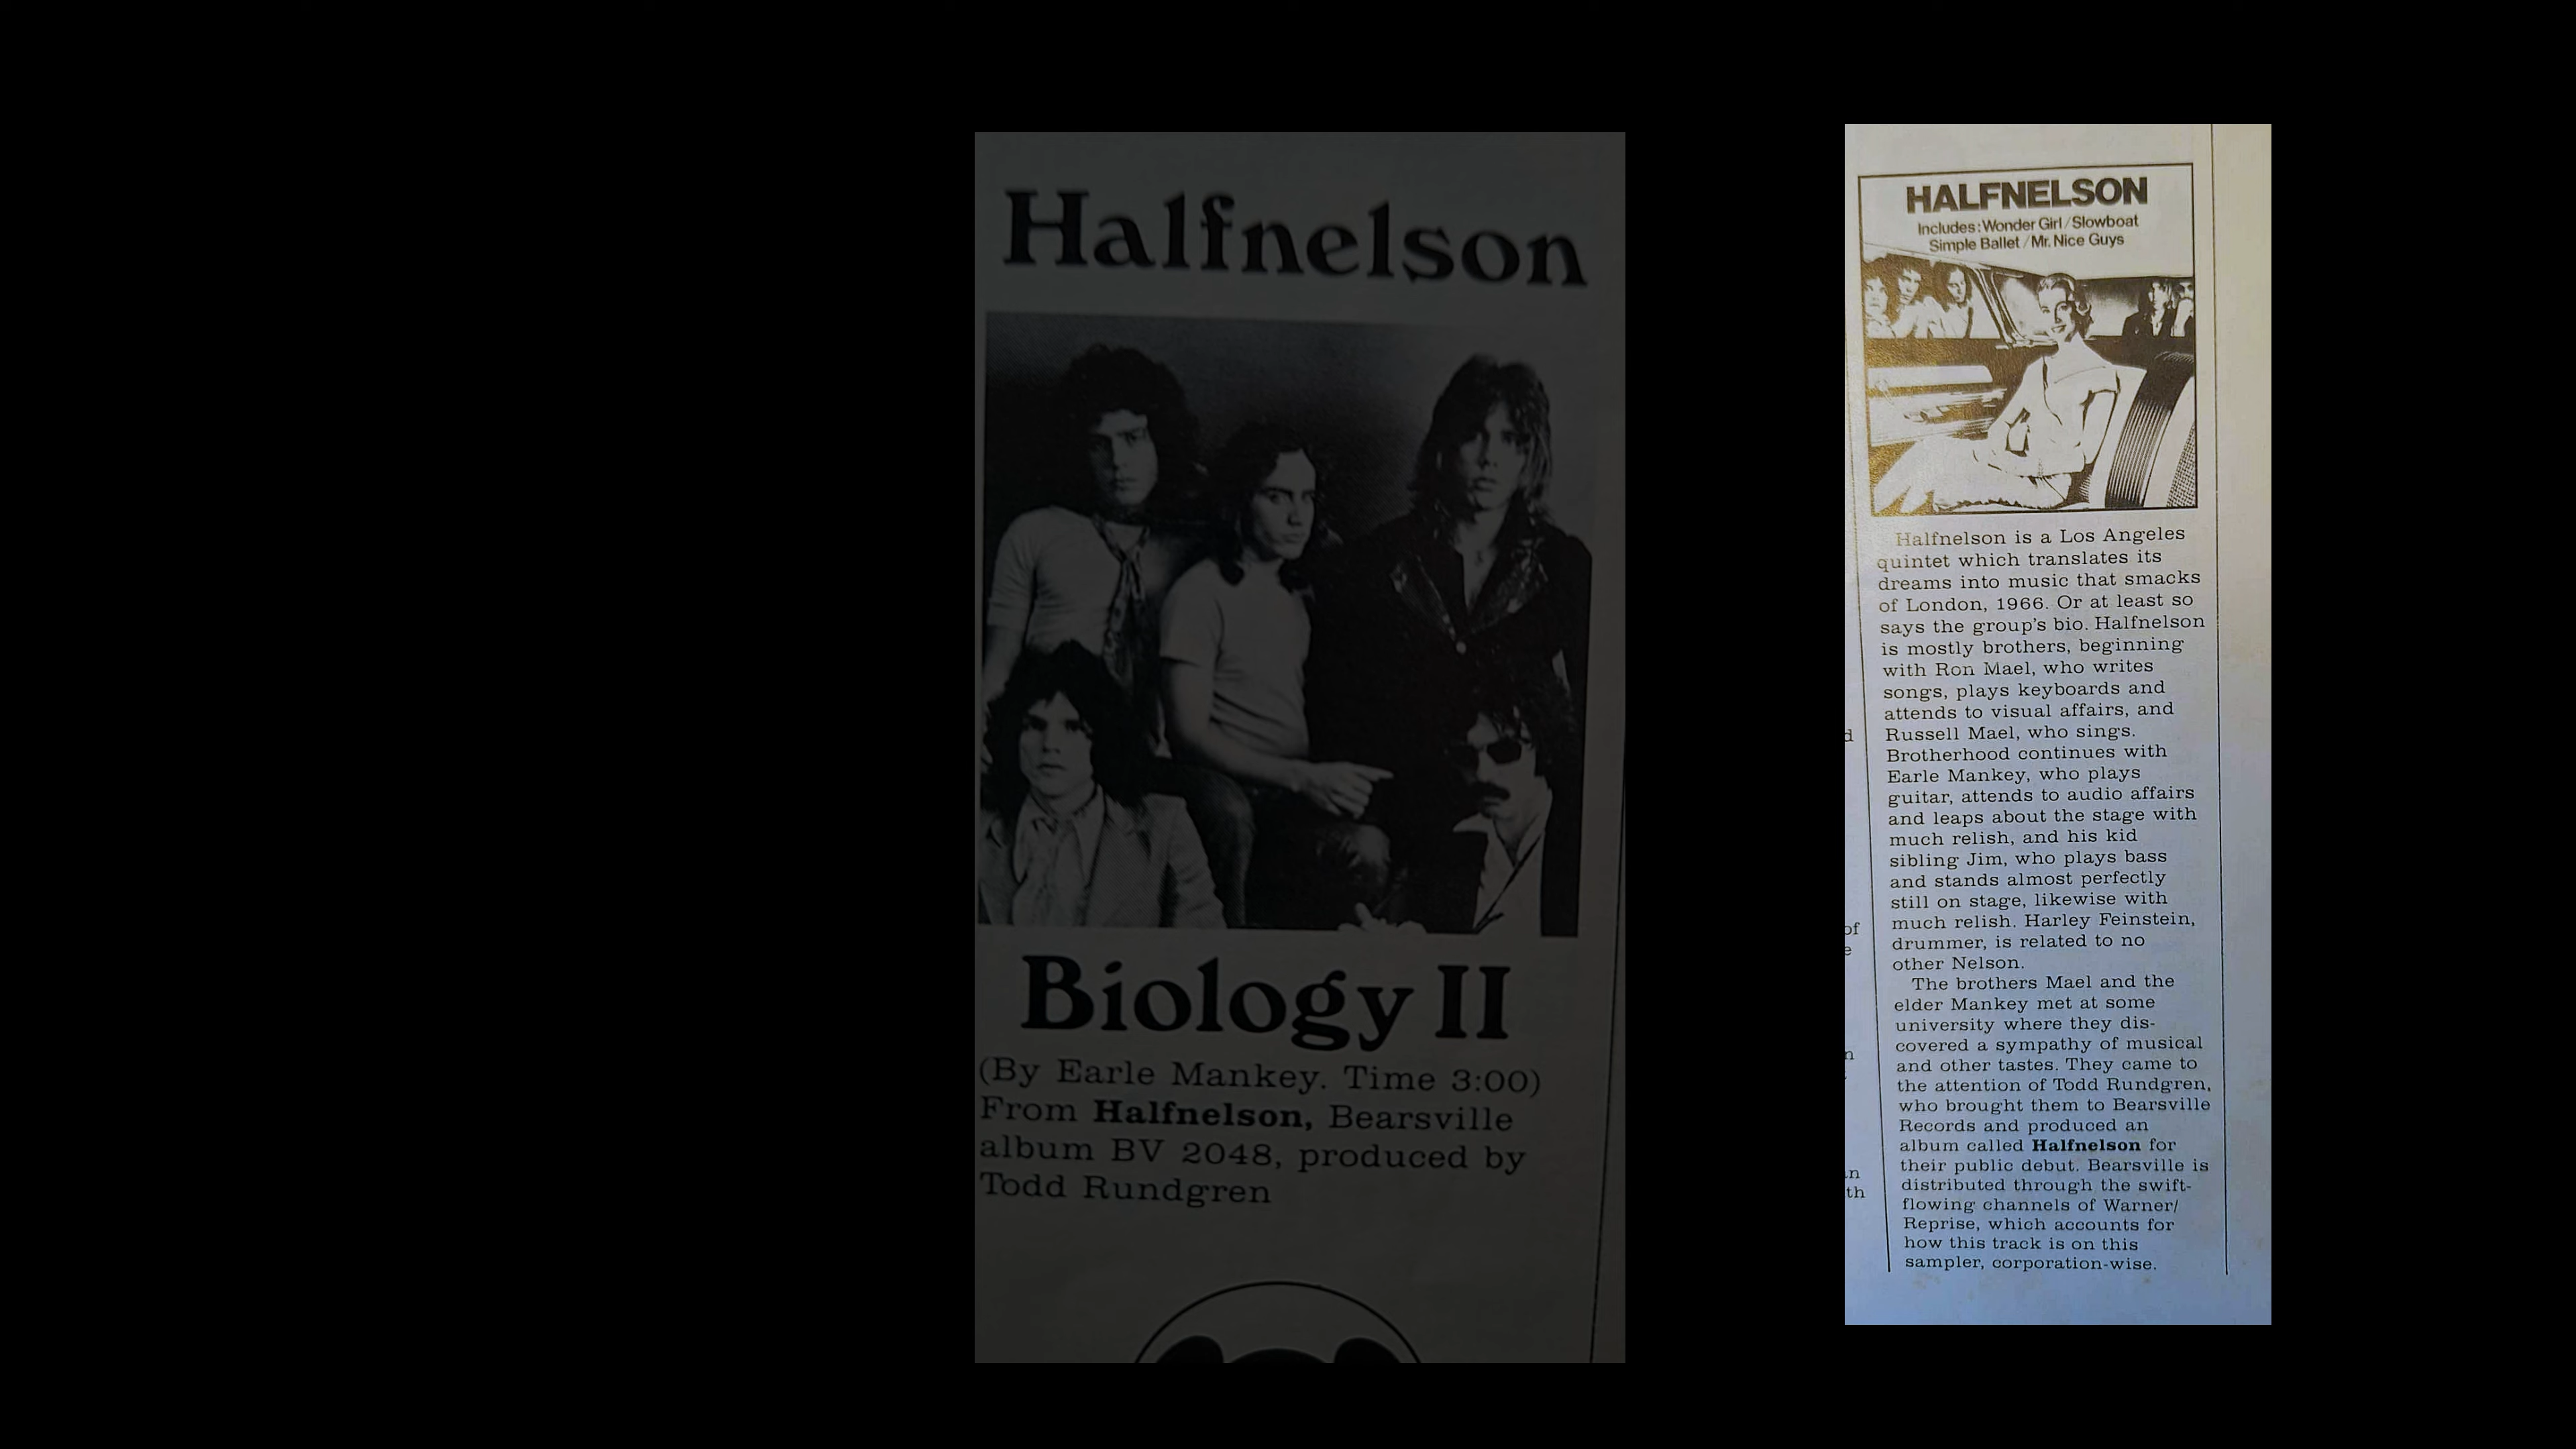 Halfnelson
Biology II
(By Earle Mankey. Time 3:00)
From Halfnelson, Bearsville
album BV 2048, produced by
Todd Rundgren
HALFNELSON
Includes: Wonder Girl / Slowboat
Simple Ballet / Mr. Nice Guys
Halfnelson is a Los Angeles
quintet which translates its
dreams into music that smacks
of London, 1966. Or at least so
says the group's bio. Halfnelson
is mostly brothers, beginning
with Ron Mael, who writes
songs, plays keyboards and
attends to visual affairs, and
Russell Mael, who sings.
Brotherhood continues with
Earle Mankey, who plays
guitar, attends to audio affairs
and leaps about the stage with
much relish, and his kid
sibling Jim, who plays bass
and stands almost perfectly
still on stage, likewise with
much relish. Harley Feinstein,
drummer, is related to no
other Nelson.
The brothers Mael and the
elder Mankey met at some
university where they dis-
covered a sympathy of musical
and other tastes. They came to
the attention of Todd Rundgren,
who brought them to Bearsville
Records and produced an
album called Halfnelson for
their public debut. Bearsville is
distributed through the swift-
flowing channels of Warner/
Reprise, which accounts for
how this track is on this
sampler, corporation-wise.